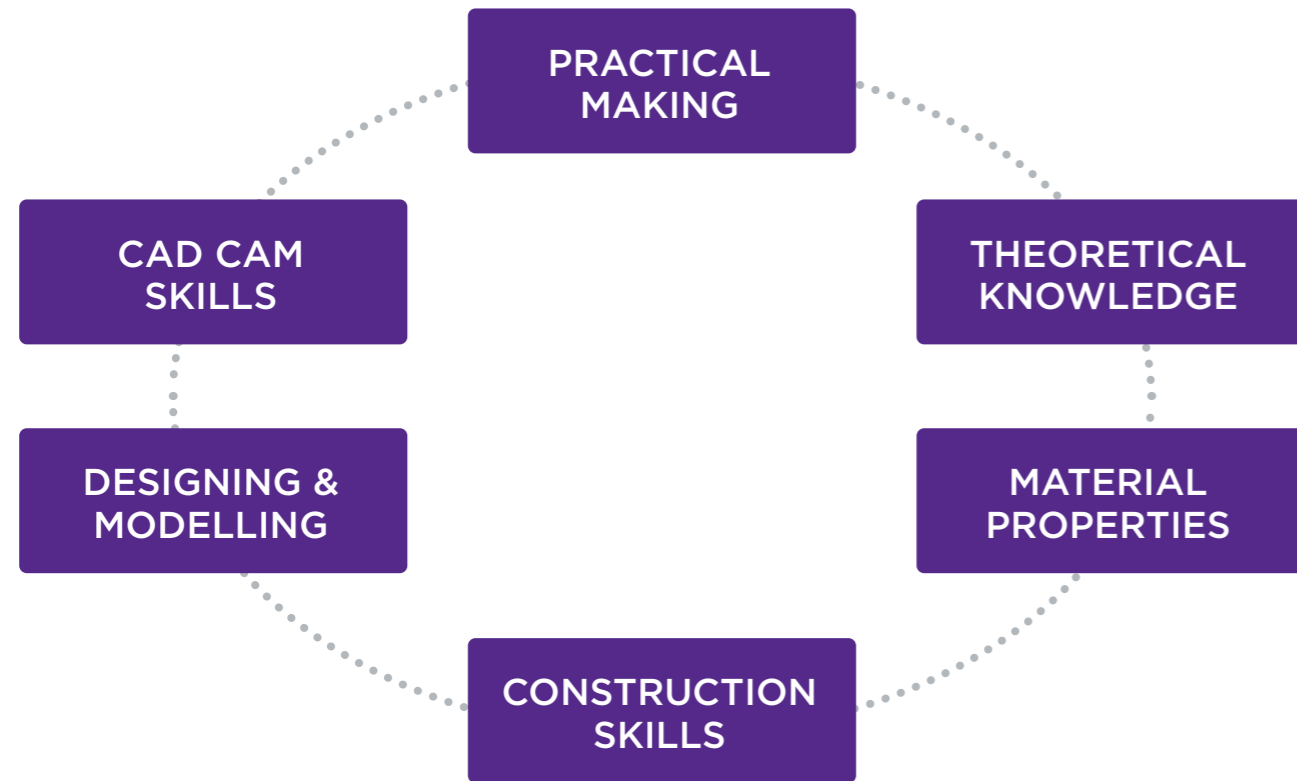 PRACTICAL
MAKING
CAD CAM
SKILLS
THEORETICAL
KNOWLEDGE
DESIGNING &
MODELLING
MATERIAL
PROPERTIES
CONSTRUCTION
SKILLS